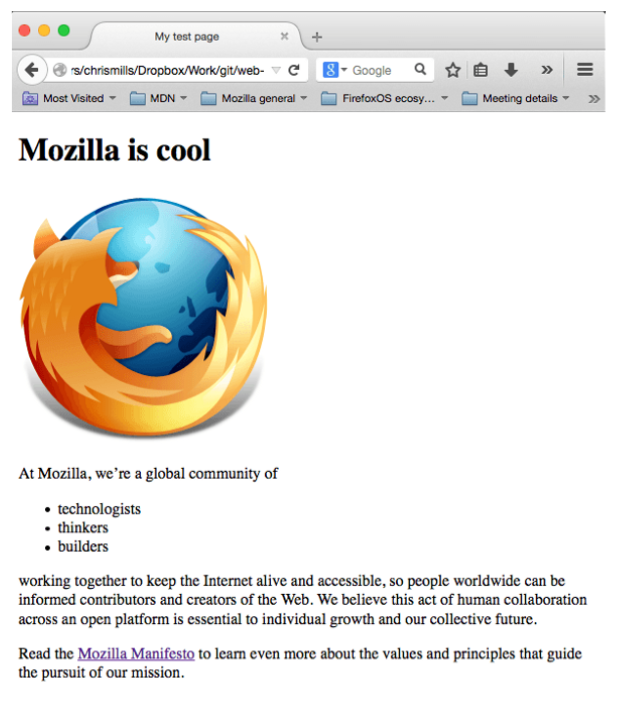 My test page
rs/chrismills/Dropbox/Work/git/web-
8 Google
Most Visited MDN Mozilla general FirefoxOS ecosy... Meeting details
Mozilla is cool
At Mozilla, we’re a global community of
• technologists
• thinkers
• builders
working together to keep the Internet alive and accessible, so people worldwide can be
informed contributors and creators of the Web. We believe this act of human collaboration
across an open platform is essential to individual growth and our collective future.
Read the Mozilla Manifesto to learn even more about the values and principles that guide
the pursuit of our mission.